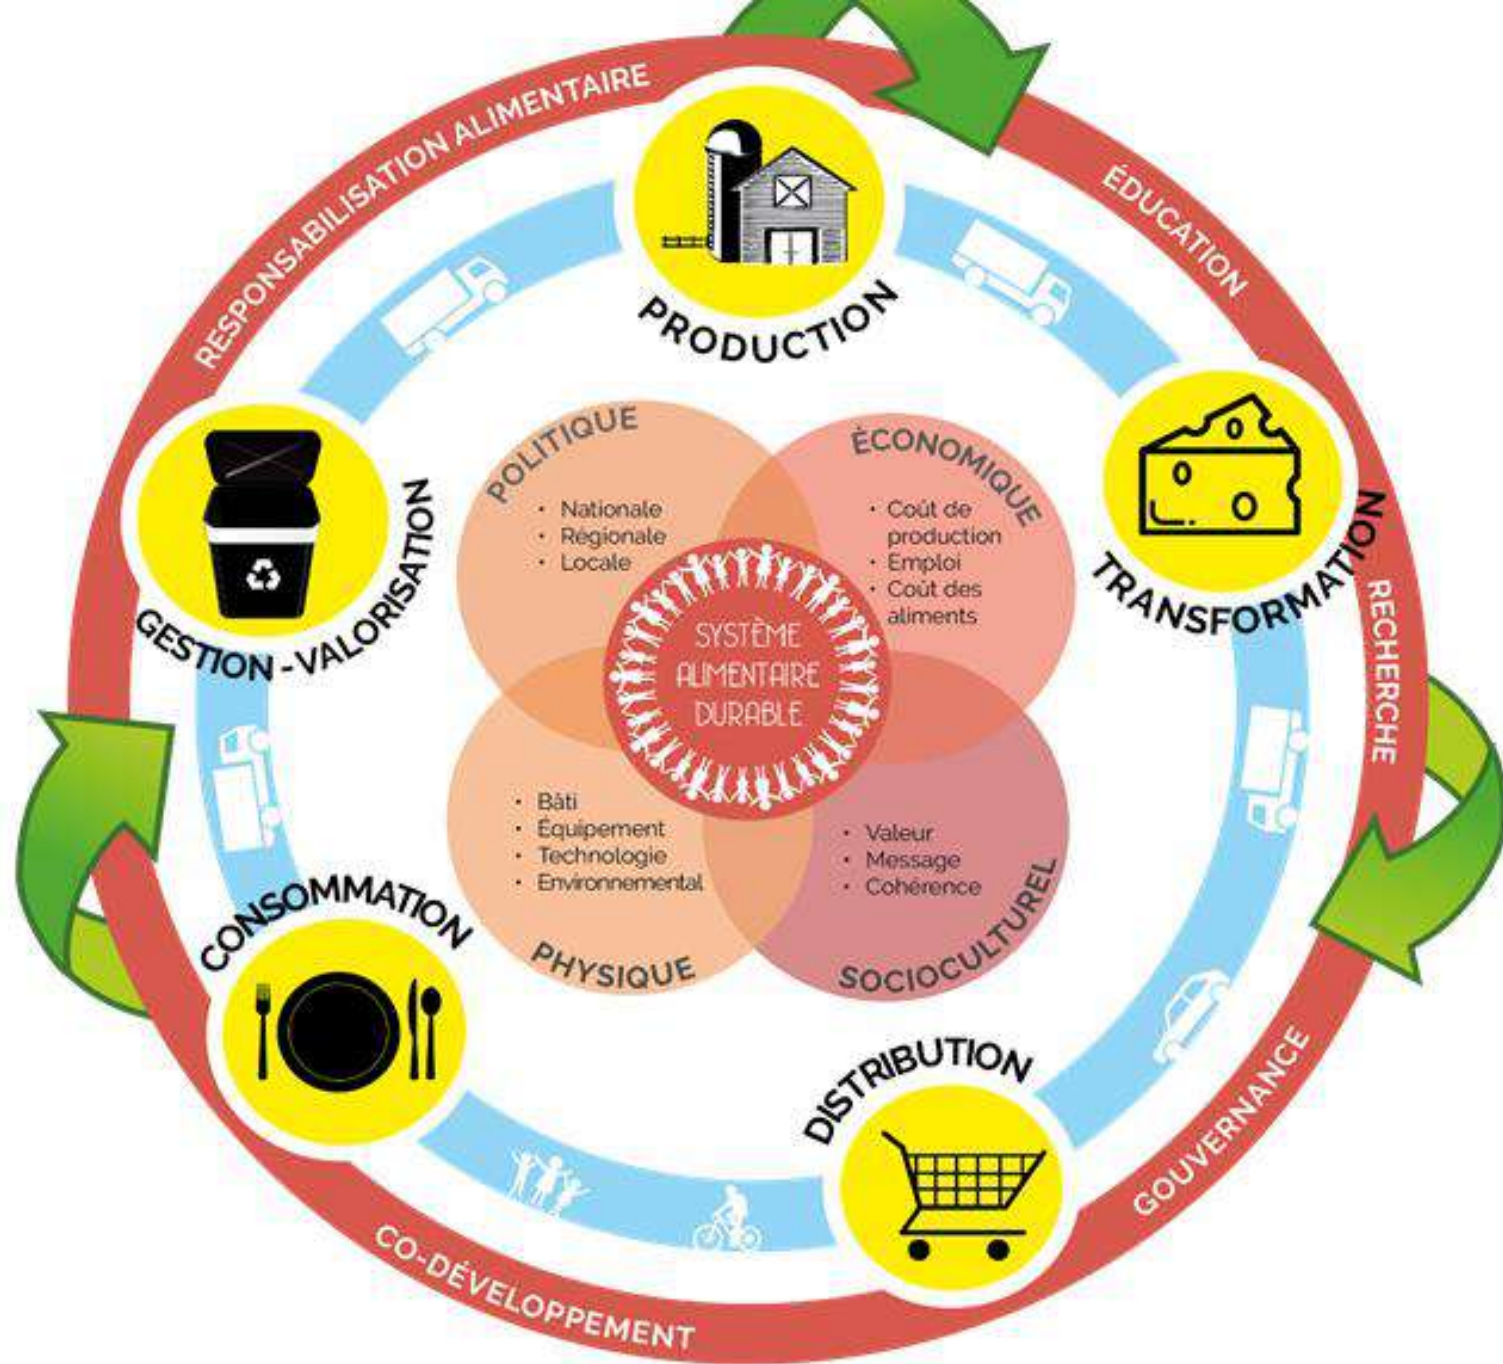 RESPONSABILISATION ALIMENTAIRE
ÉDUCATION
RECHERCHE
GOUVERNANCE
CO-DÉVELOPPEMENT
PRODUCTION
TRANSFORMATION
DISTRIBUTION
CONSOMMATION
GESTION - VALORISATION
POLITIQUE
• Nationale
• Régionale
• Locale
ÉCONOMIQUE
• Coût de
production
• Emploi
• Coût des
aliments
SYSTÈME
ALIMENTAIRE
DURABLE
• Bâti
• Équipement
• Technologie
• Environnemental
PHYSIQUE
• Valeur
• Message
• Cohérence
SOCIOCULTUREL